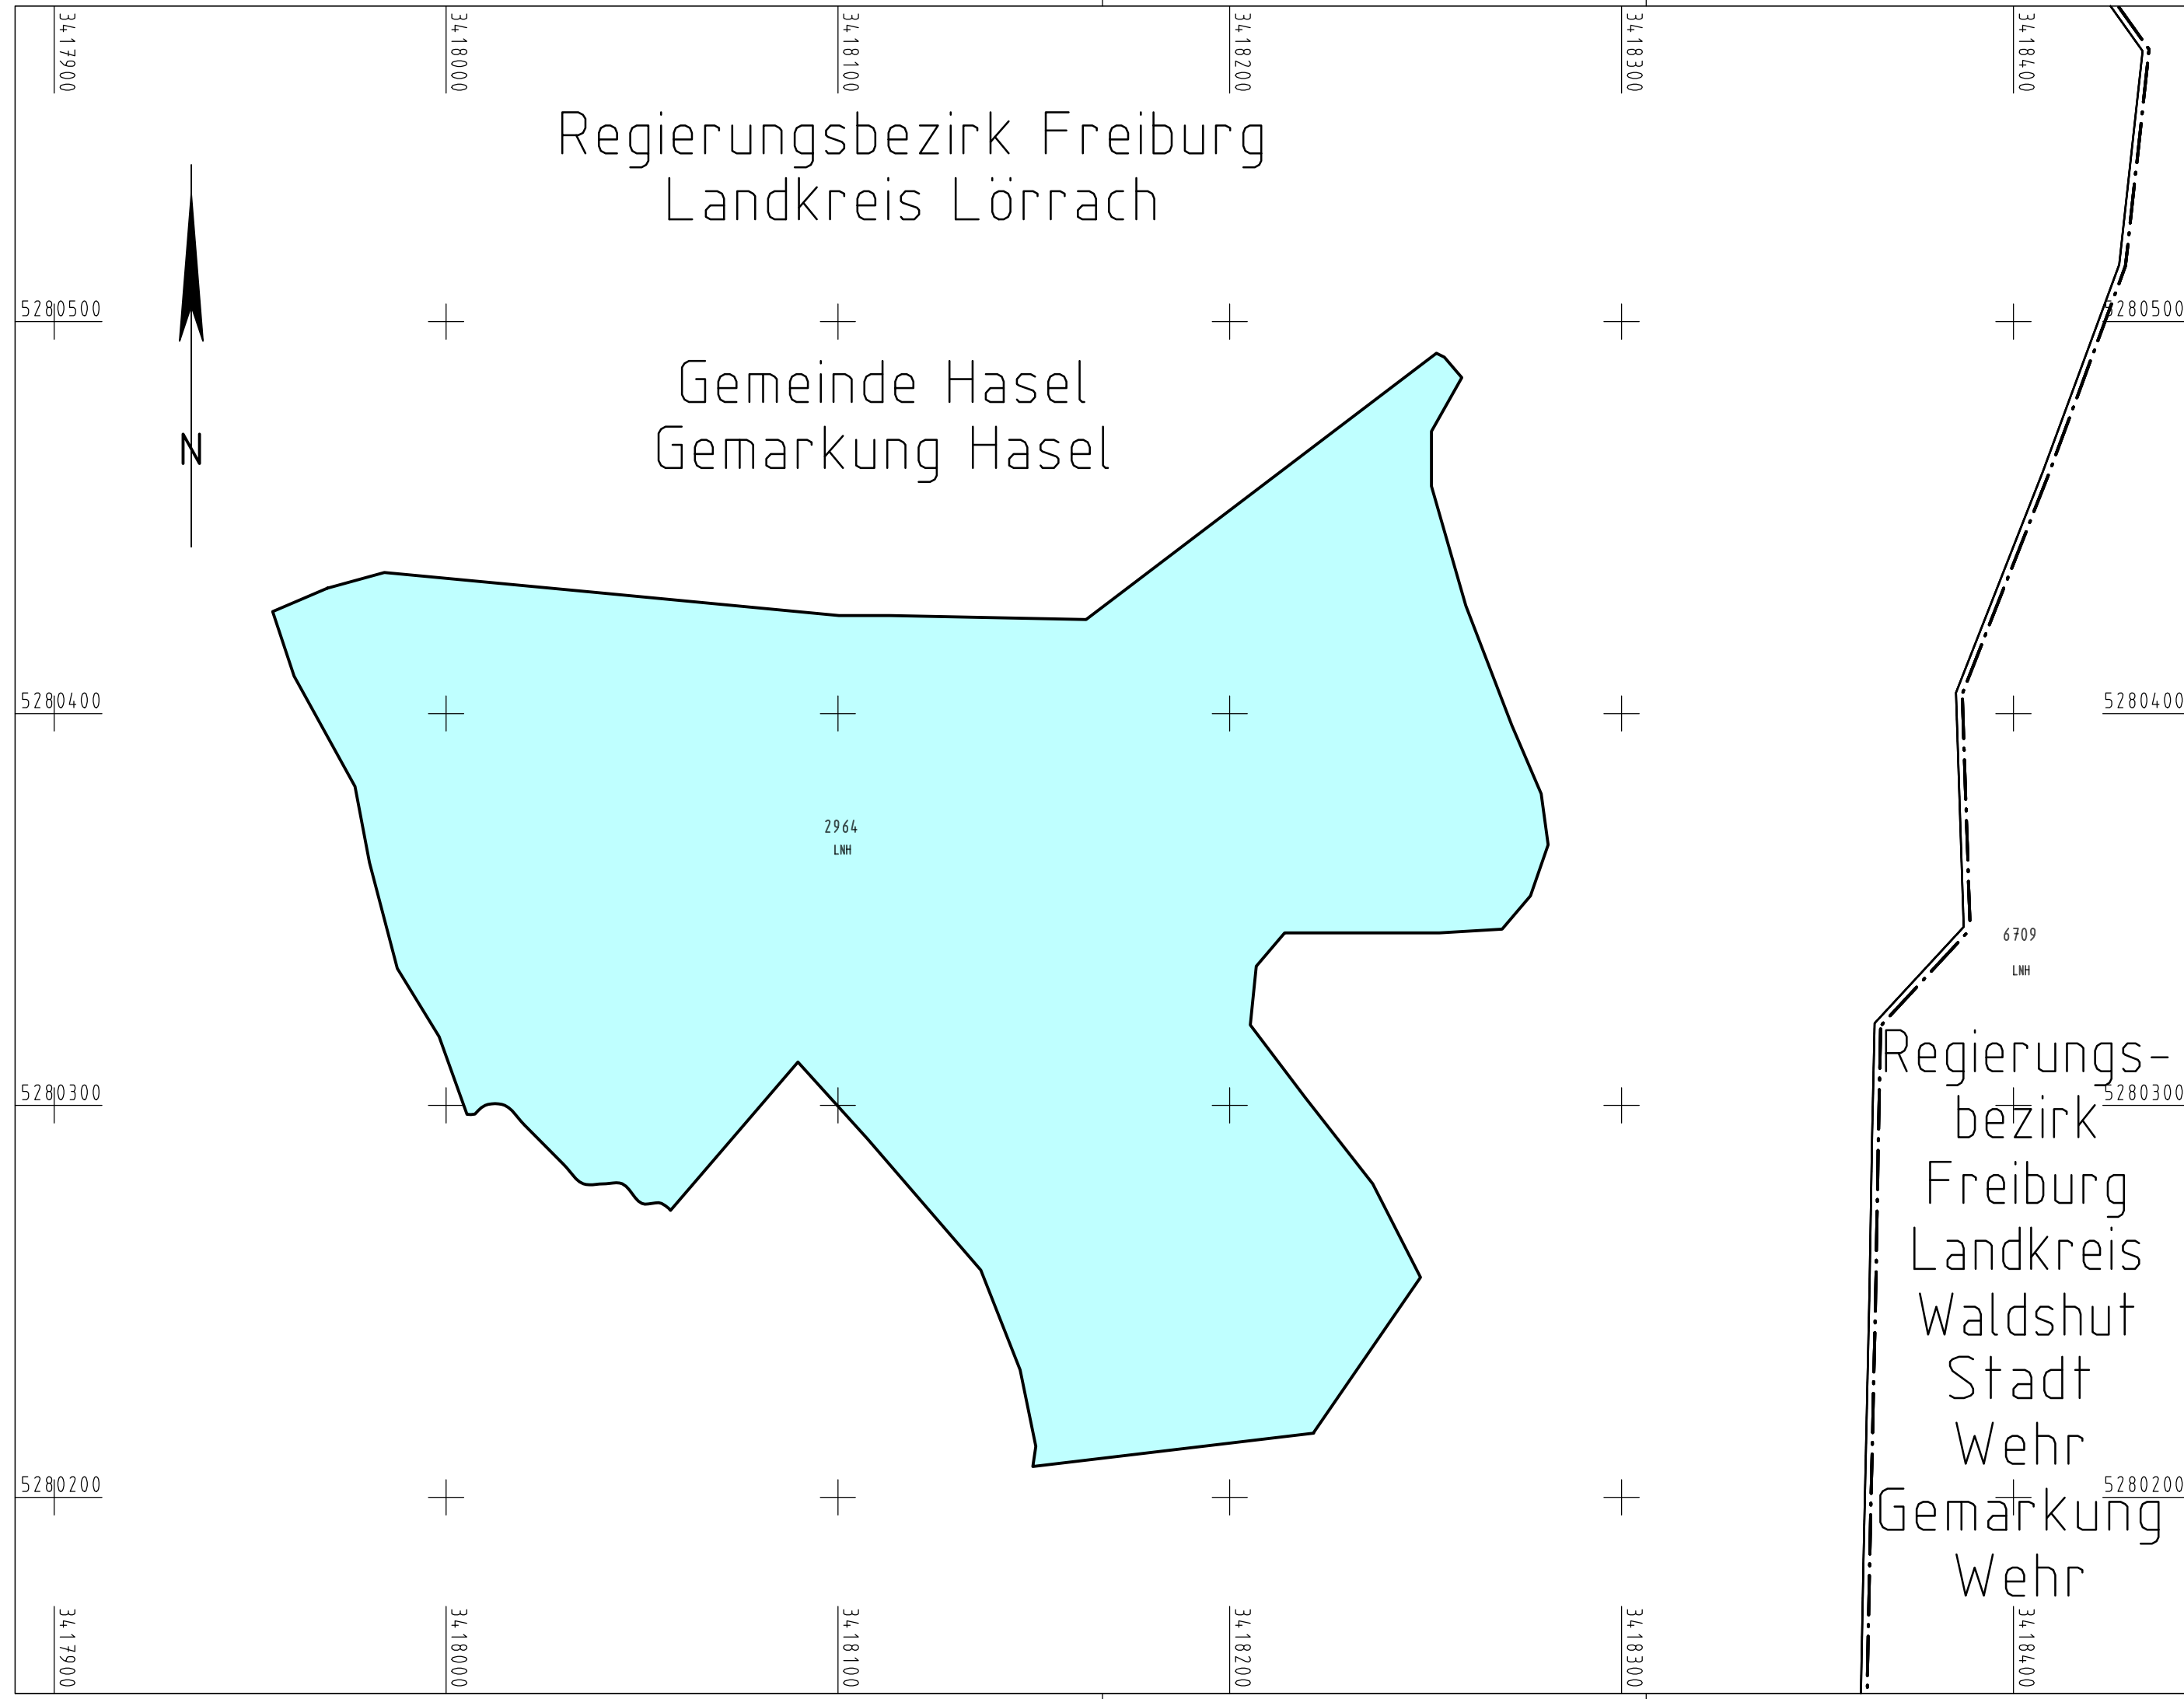 3417900
3418000
3418100
3418200
3418300
3418400
Regierungsbezirk Freiburg
Landkreis Lörrach
5280500
5280500
Gemeinde Hasel
Gemarkung Hasel
N
5280400
5280400
2964
LNH
6709
LNH
Regierungs-
5280300
5280300
bezirk
Freiburg
Landkreis
Waldshut
Stadt
Wehr
5280200
5280200
Gemarkung
Wehr
3417900
3418000
3418100
3418200
3418300
3418400